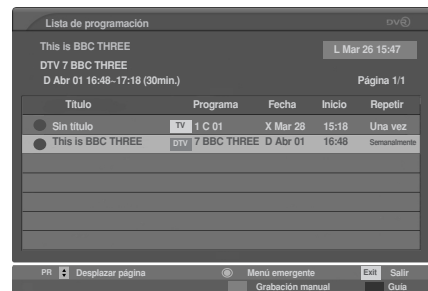 Lista de programación DVR
This is BBC THREE
L Mar 26 15:47
DTV 7 BBC THREE
D Abr 01 16:48~17:18 (30min.) Página 1/1
Título Programa Fecha Inicio Repetir
Sin título TV 1 C 01 X Mar 28 15:18 Una vez
This is BBC THREE DTV 7 BBC THREE D Abr 01 16:48 Semanalmente
PR Desplazar página Menú emergente Exit Salir
Grabación manual Guía